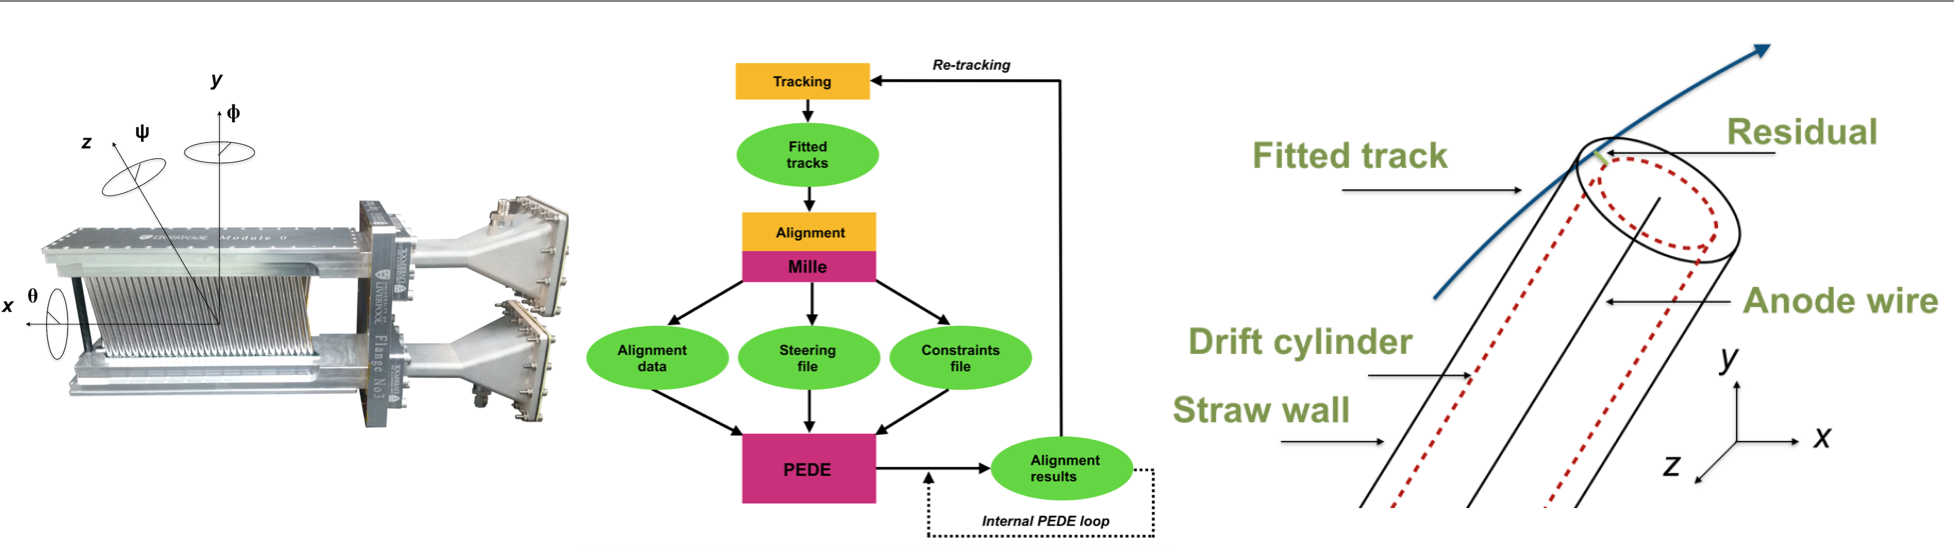 y
ϕ
z
ψ
x
θ
Module 0
LIVERPOOL
Flange No3
Re-tracking
Tracking
Fitted
tracks
Alignment
Mille
Alignment
data
Steering
file
Constraints
file
PEDE
Alignment
results
Internal PEDE loop
Residual
Fitted track
Anode wire
Drift cylinder
Straw wall
y
x
z